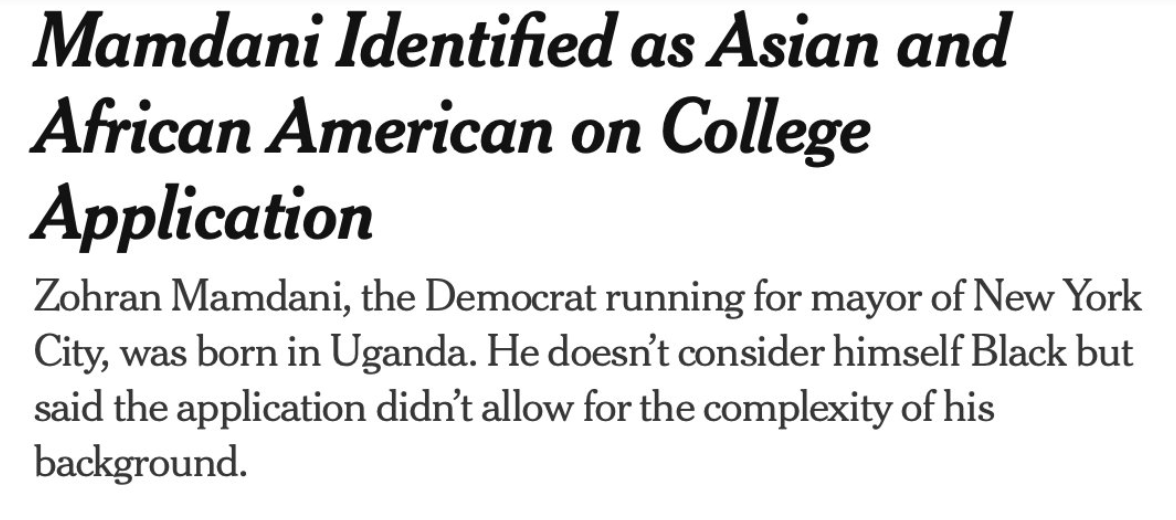 Mamdani Identified as Asian and
African American on College
Application
Zohran Mamdani, the Democrat running for mayor of New York
City, was born in Uganda. He doesn’t consider himself Black but
said the application didn’t allow for the complexity of his
background.